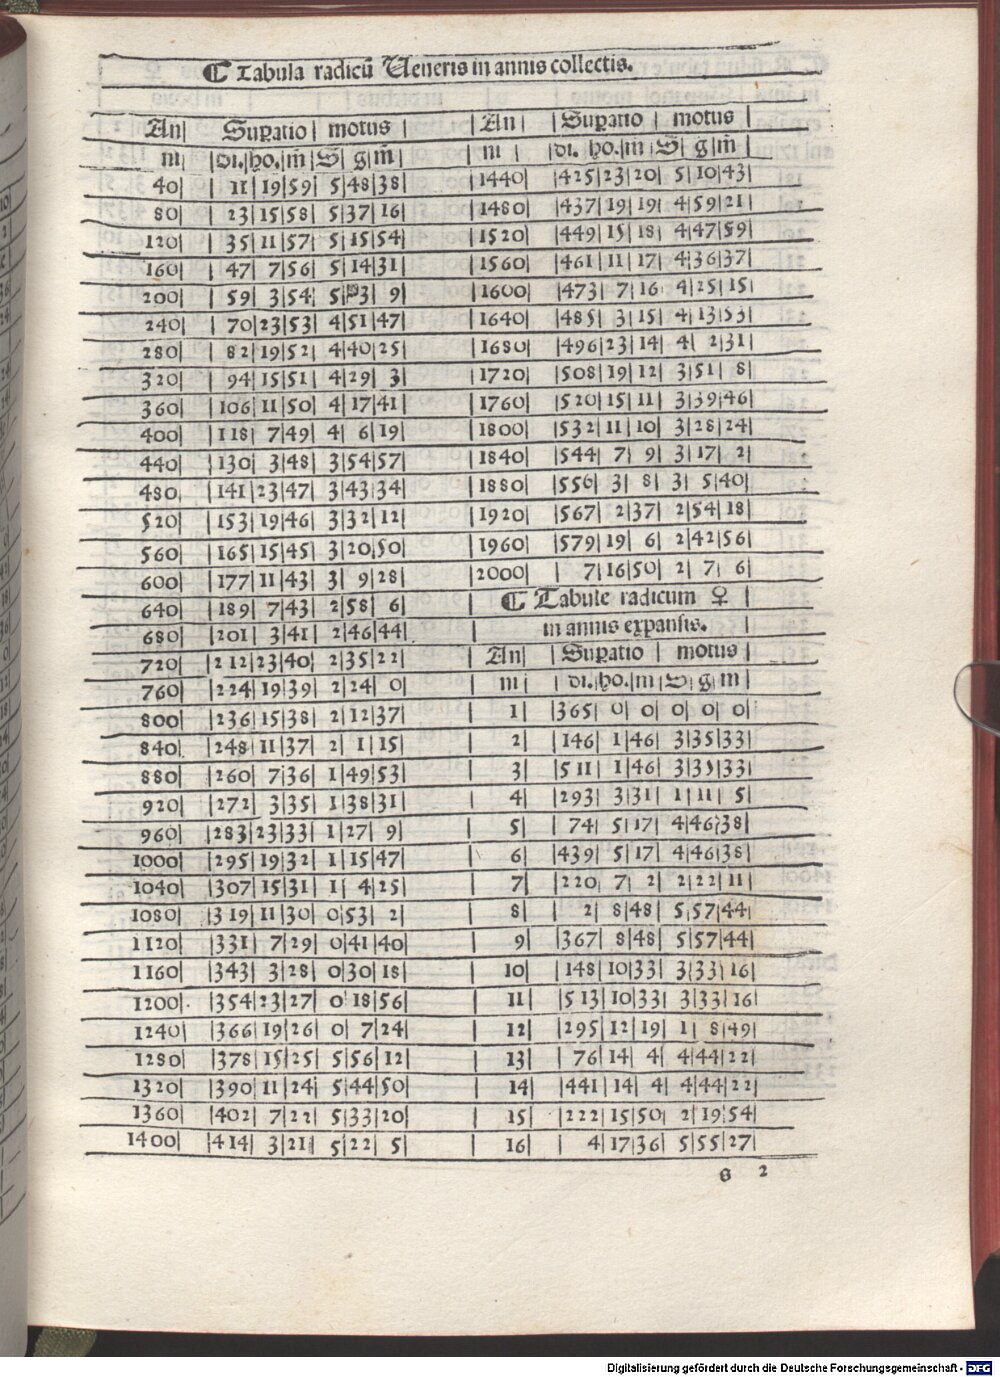 ☾ Tabula radicū Ueneris in annis collectis.
An | Supatio | motus |
ni | di. | ho. | m̄ | S̄ | g | m̄ |
40 | 11 | 19 | 59 | 5 | 48 | 38 |
80 | 23 | 15 | 58 | 5 | 37 | 16 |
120 | 35 | 11 | 57 | 5 | 15 | 54 |
160 | 47 | 7 | 56 | 5 | 14 | 31 |
200 | 59 | 3 | 54 | 5 | 3 | 9 |
240 | 70 | 23 | 53 | 4 | 51 | 47 |
280 | 82 | 19 | 52 | 4 | 40 | 25 |
320 | 94 | 15 | 51 | 4 | 29 | 3 |
360 | 106 | 11 | 50 | 4 | 17 | 41 |
400 | 118 | 7 | 49 | 4 | 6 | 19 |
440 | 130 | 3 | 48 | 3 | 54 | 57 |
480 | 141 | 23 | 47 | 3 | 43 | 34 |
520 | 153 | 19 | 46 | 3 | 32 | 12 |
560 | 165 | 15 | 45 | 3 | 20 | 50 |
600 | 177 | 11 | 43 | 3 | 9 | 28 |
640 | 189 | 7 | 43 | 2 | 58 | 6 |
680 | 201 | 3 | 41 | 2 | 46 | 44 |
720 | 212 | 23 | 40 | 2 | 35 | 22 |
760 | 224 | 19 | 39 | 2 | 24 | 0 |
800 | 236 | 15 | 38 | 2 | 12 | 37 |
840 | 248 | 11 | 37 | 2 | 1 | 15 |
880 | 260 | 7 | 36 | 1 | 49 | 53 |
920 | 272 | 3 | 35 | 1 | 38 | 31 |
960 | 283 | 23 | 33 | 1 | 27 | 9 |
1000 | 295 | 19 | 32 | 1 | 15 | 47 |
1040 | 307 | 15 | 31 | 1 | 4 | 25 |
1080 | 319 | 11 | 30 | 0 | 53 | 2 |
1120 | 331 | 7 | 29 | 0 | 41 | 40 |
1160 | 343 | 3 | 28 | 0 | 30 | 18 |
1200 | 354 | 23 | 27 | 0 | 18 | 56 |
1240 | 366 | 19 | 26 | 0 | 7 | 24 |
1280 | 378 | 15 | 25 | 5 | 56 | 12 |
1320 | 390 | 11 | 24 | 5 | 44 | 50 |
1360 | 402 | 7 | 22 | 5 | 33 | 20 |
1400 | 414 | 3 | 21 | 5 | 22 | 5 |
An | Supatio | motus |
ni | di. | ho. | m | S | g | m̄ |
1440 | 425 | 23 | 20 | 5 | 10 | 43 |
1480 | 437 | 19 | 19 | 4 | 59 | 21 |
1520 | 449 | 15 | 18 | 4 | 47 | 59 |
1560 | 461 | 11 | 17 | 4 | 36 | 37 |
1600 | 473 | 7 | 16 | 4 | 25 | 15 |
1640 | 485 | 3 | 15 | 4 | 13 | 53 |
1680 | 496 | 23 | 14 | 4 | 2 | 31 |
1720 | 508 | 19 | 12 | 3 | 51 | 8 |
1760 | 520 | 15 | 11 | 3 | 39 | 46 |
1800 | 532 | 11 | 10 | 3 | 28 | 24 |
1840 | 544 | 7 | 9 | 3 | 17 | 2 |
1880 | 556 | 3 | 8 | 3 | 5 | 40 |
1920 | 567 | 2 | 37 | 2 | 54 | 18 |
1960 | 579 | 19 | 6 | 2 | 42 | 56 |
2000 | 7 | 16 | 50 | 2 | 7 | 6 |
☾ Tabule radicum ♀
in annis expansis.
An | Supatio | motus |
ni | di. | ho. | m | S | g | m |
1 | 365 | 0 | 0 | 0 | 0 | 0 |
2 | 146 | 1 | 46 | 3 | 35 | 33 |
3 | 511 | 1 | 46 | 3 | 35 | 33 |
4 | 293 | 3 | 31 | 1 | 11 | 5 |
5 | 74 | 5 | 17 | 4 | 46 | 38 |
6 | 439 | 5 | 17 | 4 | 46 | 38 |
7 | 220 | 7 | 2 | 2 | 22 | 11 |
8 | 2 | 8 | 48 | 5 | 57 | 44 |
9 | 367 | 8 | 48 | 5 | 57 | 44 |
10 | 148 | 10 | 33 | 3 | 33 | 16 |
11 | 513 | 10 | 33 | 3 | 33 | 16 |
12 | 295 | 12 | 19 | 1 | 8 | 49 |
13 | 76 | 14 | 4 | 4 | 44 | 22 |
14 | 441 | 14 | 4 | 4 | 44 | 22 |
15 | 222 | 15 | 50 | 2 | 19 | 54 |
16 | 4 | 17 | 36 | 5 | 55 | 27 |
g 2
Digitalisierung gefördert durch die Deutsche Forschungsgemeinschaft - DFG